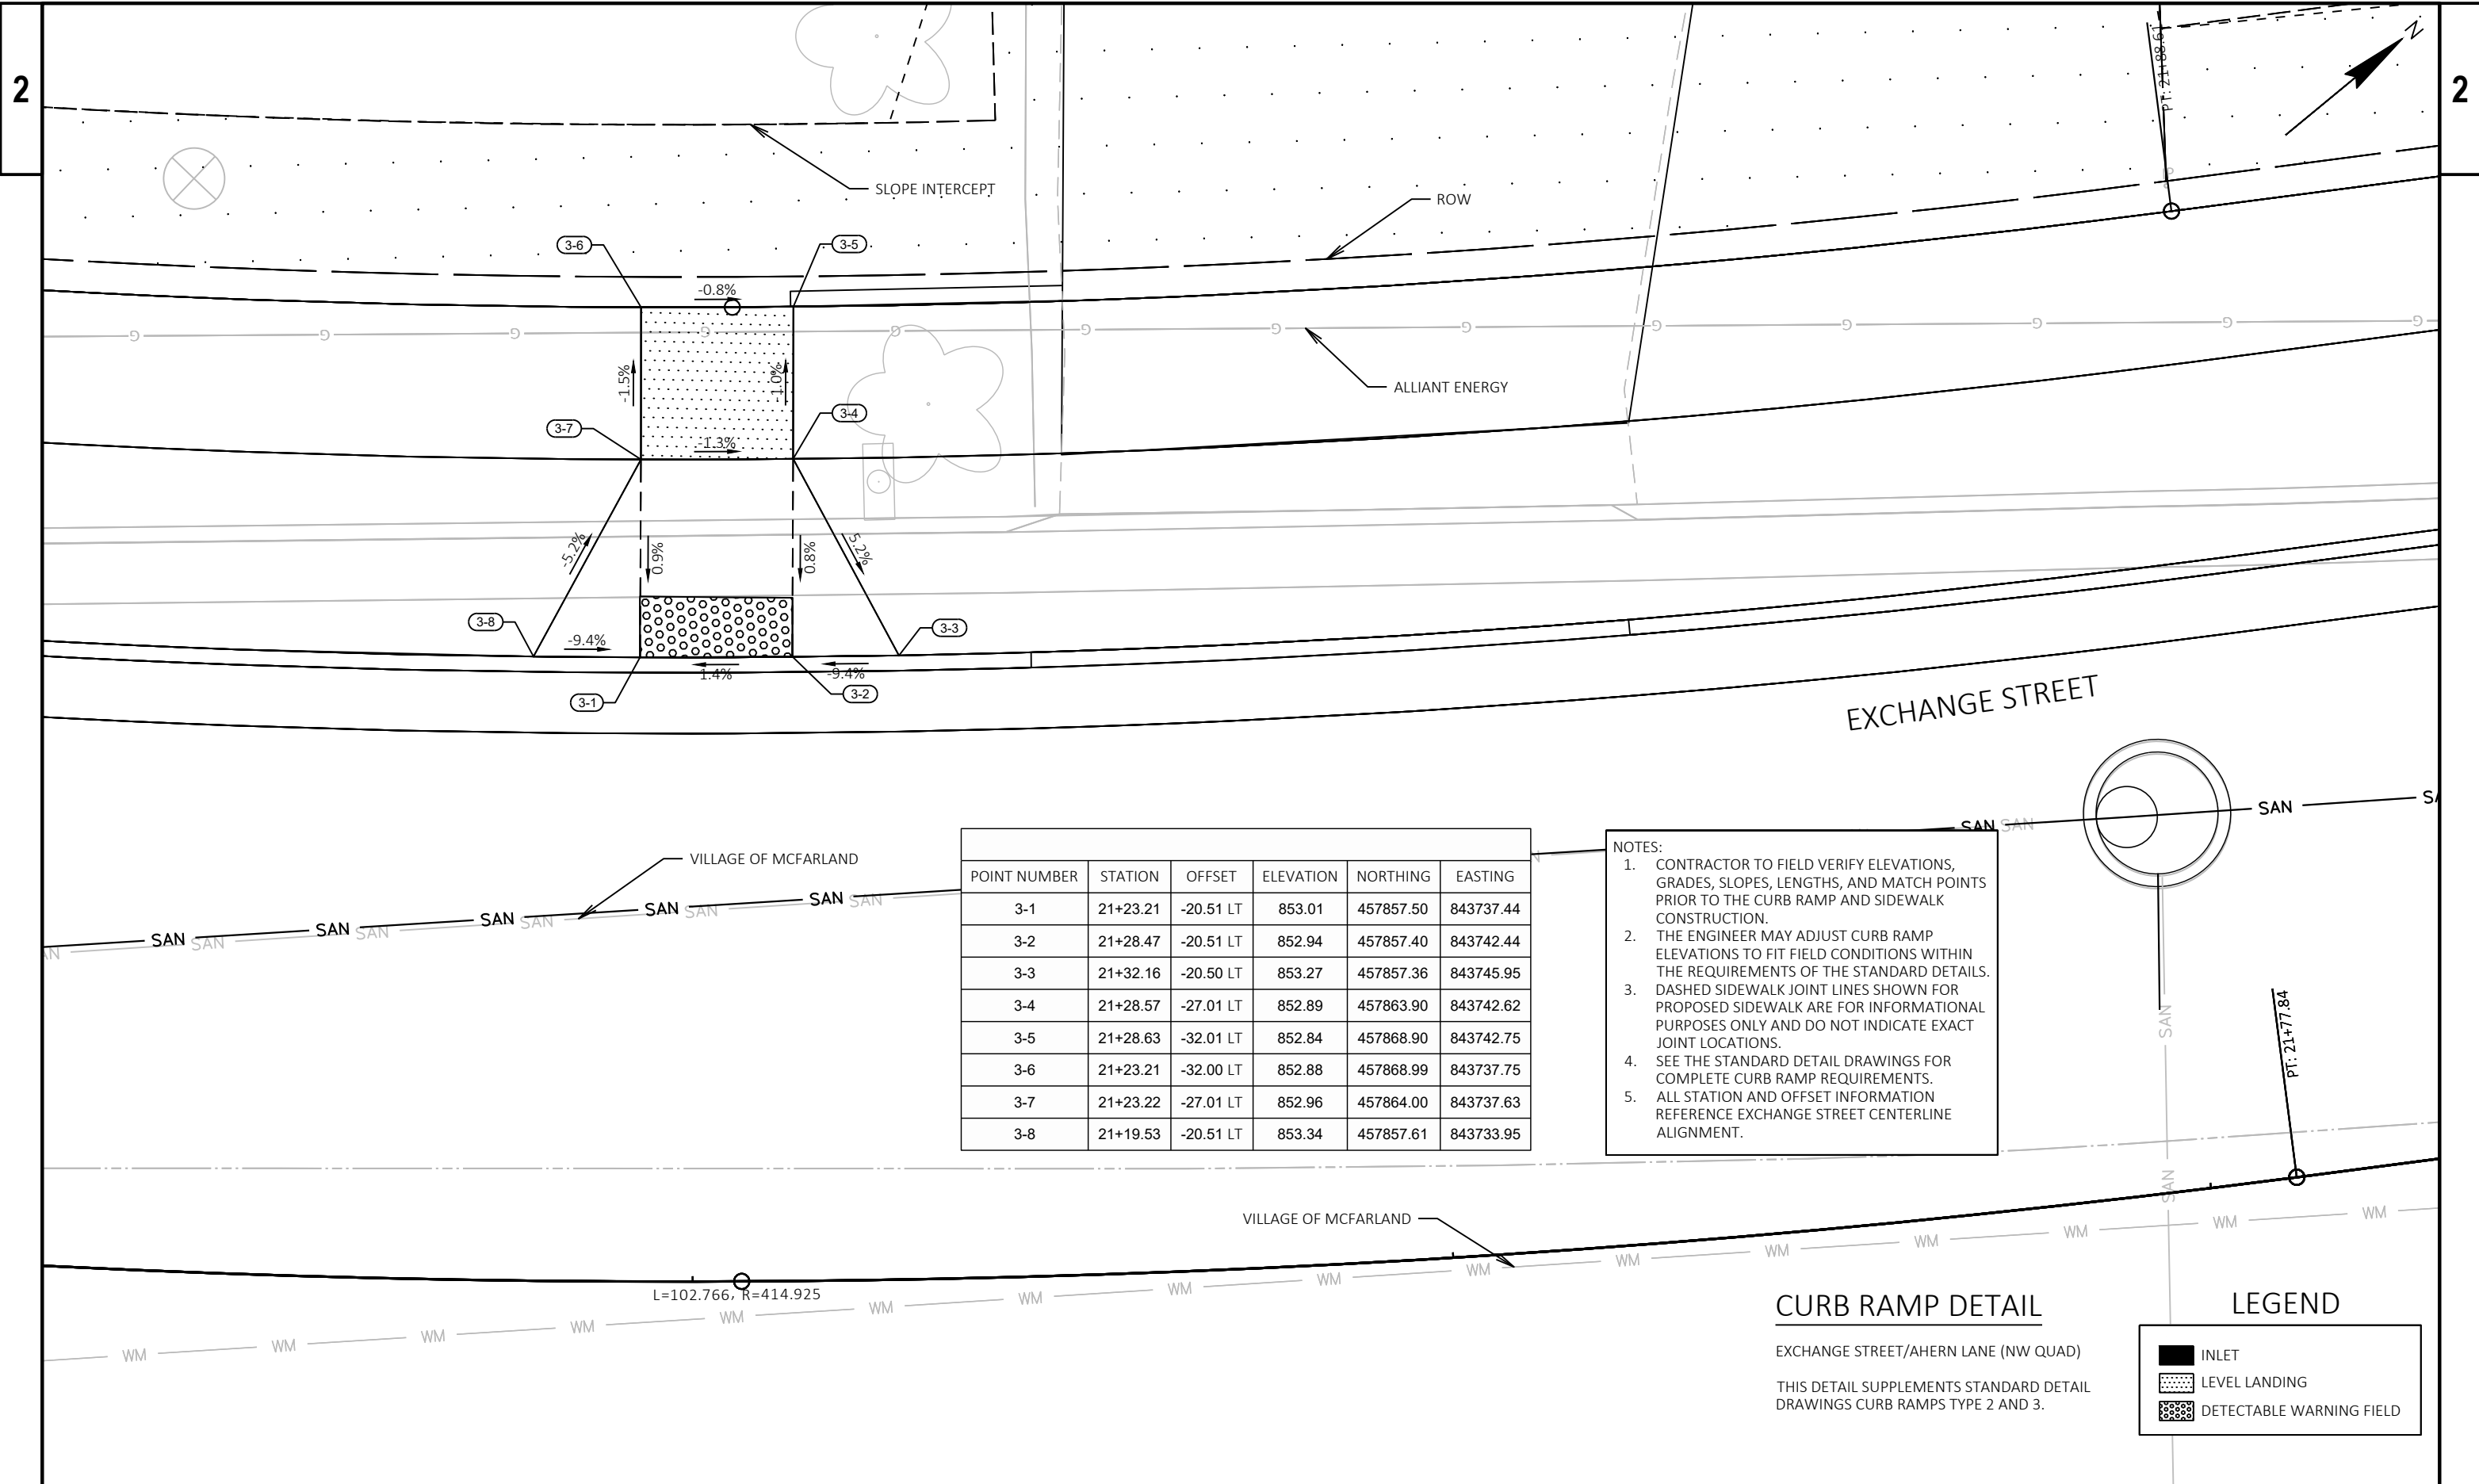 2
2
N
PT: 21+88.61
SLOPE INTERCEPT
ROW
3-6
3-5
-0.8%
G G G G G G G G G G G G G
-1.5%
-1.0%
ALLIANT ENERGY
3-7
3-4
-1.3%
-5.2%
0.9%
0.8%
5.2%
3-8
3-3
-9.4%
1.4%
-9.4%
3-1
3-2
EXCHANGE STREET
SAN
SAN
SAN SAN
VILLAGE OF MCFARLAND
SAN SAN SAN SAN SAN
SAN SAN SAN SAN SAN
POINT NUMBER STATION OFFSET ELEVATION NORTHING EASTING
3-1 21+23.21 -20.51 LT 853.01 457857.50 843737.44
3-2 21+28.47 -20.51 LT 852.94 457857.40 843742.44
3-3 21+32.16 -20.50 LT 853.27 457857.36 843745.95
3-4 21+28.57 -27.01 LT 852.89 457863.90 843742.62
3-5 21+28.63 -32.01 LT 852.84 457868.90 843742.75
3-6 21+23.21 -32.00 LT 852.88 457868.99 843737.75
3-7 21+23.22 -27.01 LT 852.96 457864.00 843737.63
3-8 21+19.53 -20.51 LT 853.34 457857.61 843733.95
NOTES:
1. CONTRACTOR TO FIELD VERIFY ELEVATIONS,
GRADES, SLOPES, LENGTHS, AND MATCH POINTS
PRIOR TO THE CURB RAMP AND SIDEWALK
CONSTRUCTION.
2. THE ENGINEER MAY ADJUST CURB RAMP
ELEVATIONS TO FIT FIELD CONDITIONS WITHIN
THE REQUIREMENTS OF THE STANDARD DETAILS.
3. DASHED SIDEWALK JOINT LINES SHOWN FOR
PROPOSED SIDEWALK ARE FOR INFORMATIONAL
PURPOSES ONLY AND DO NOT INDICATE EXACT
JOINT LOCATIONS.
4. SEE THE STANDARD DETAIL DRAWINGS FOR
COMPLETE CURB RAMP REQUIREMENTS.
5. ALL STATION AND OFFSET INFORMATION
REFERENCE EXCHANGE STREET CENTERLINE
ALIGNMENT.
SAN
SAN
PT: 21+77.84
VILLAGE OF MCFARLAND
L=102.766, R=414.925
WM WM WM WM WM WM WM WM WM WM WM WM WM WM WM WM
CURB RAMP DETAIL
EXCHANGE STREET/AHERN LANE (NW QUAD)
THIS DETAIL SUPPLEMENTS STANDARD DETAIL
DRAWINGS CURB RAMPS TYPE 2 AND 3.
LEGEND
INLET
LEVEL LANDING
DETECTABLE WARNING FIELD